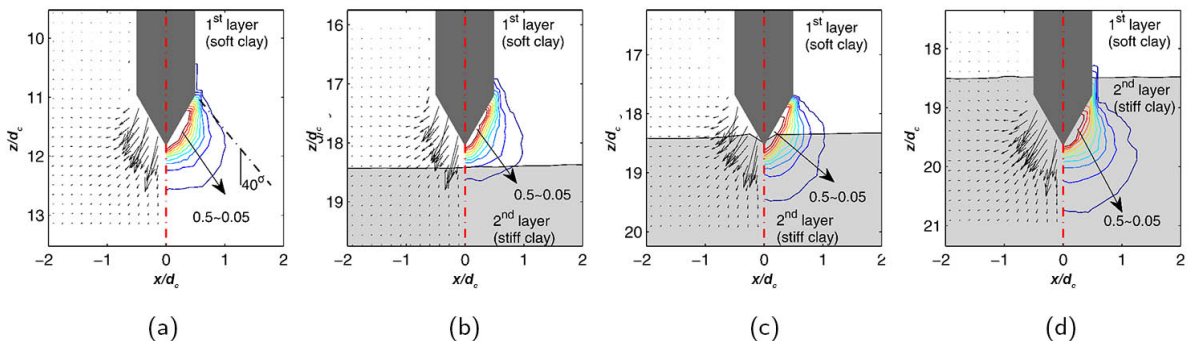 10
11
12
13
z/d_c
1st layer
(soft clay)
40°
0.5~0.05
−2 −1 0 1 2
x/d_c
(a)
15
16
17
18
19
z/d_c
1st layer
(soft clay)
0.5~0.05
2nd layer
(stiff clay)
−2 −1 0 1 2
x/d_c
(b)
17
18
19
20
z/d_c
1st layer
(soft clay)
0.5~0.05
2nd layer
(stiff clay)
−2 −1 0 1 2
x/d_c
(c)
18
19
20
21
z/d_c
1st layer
(soft clay)
2nd layer
(stiff clay)
0.5~0.05
−2 −1 0 1 2
x/d_c
(d)